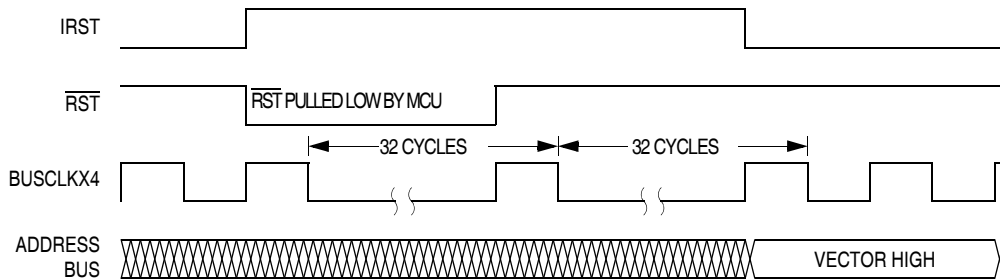 IRST
RST
RST PULLED LOW BY MCU
32 CYCLES
32 CYCLES
BUSCLKX4
ADDRESS
BUS
VECTOR HIGH